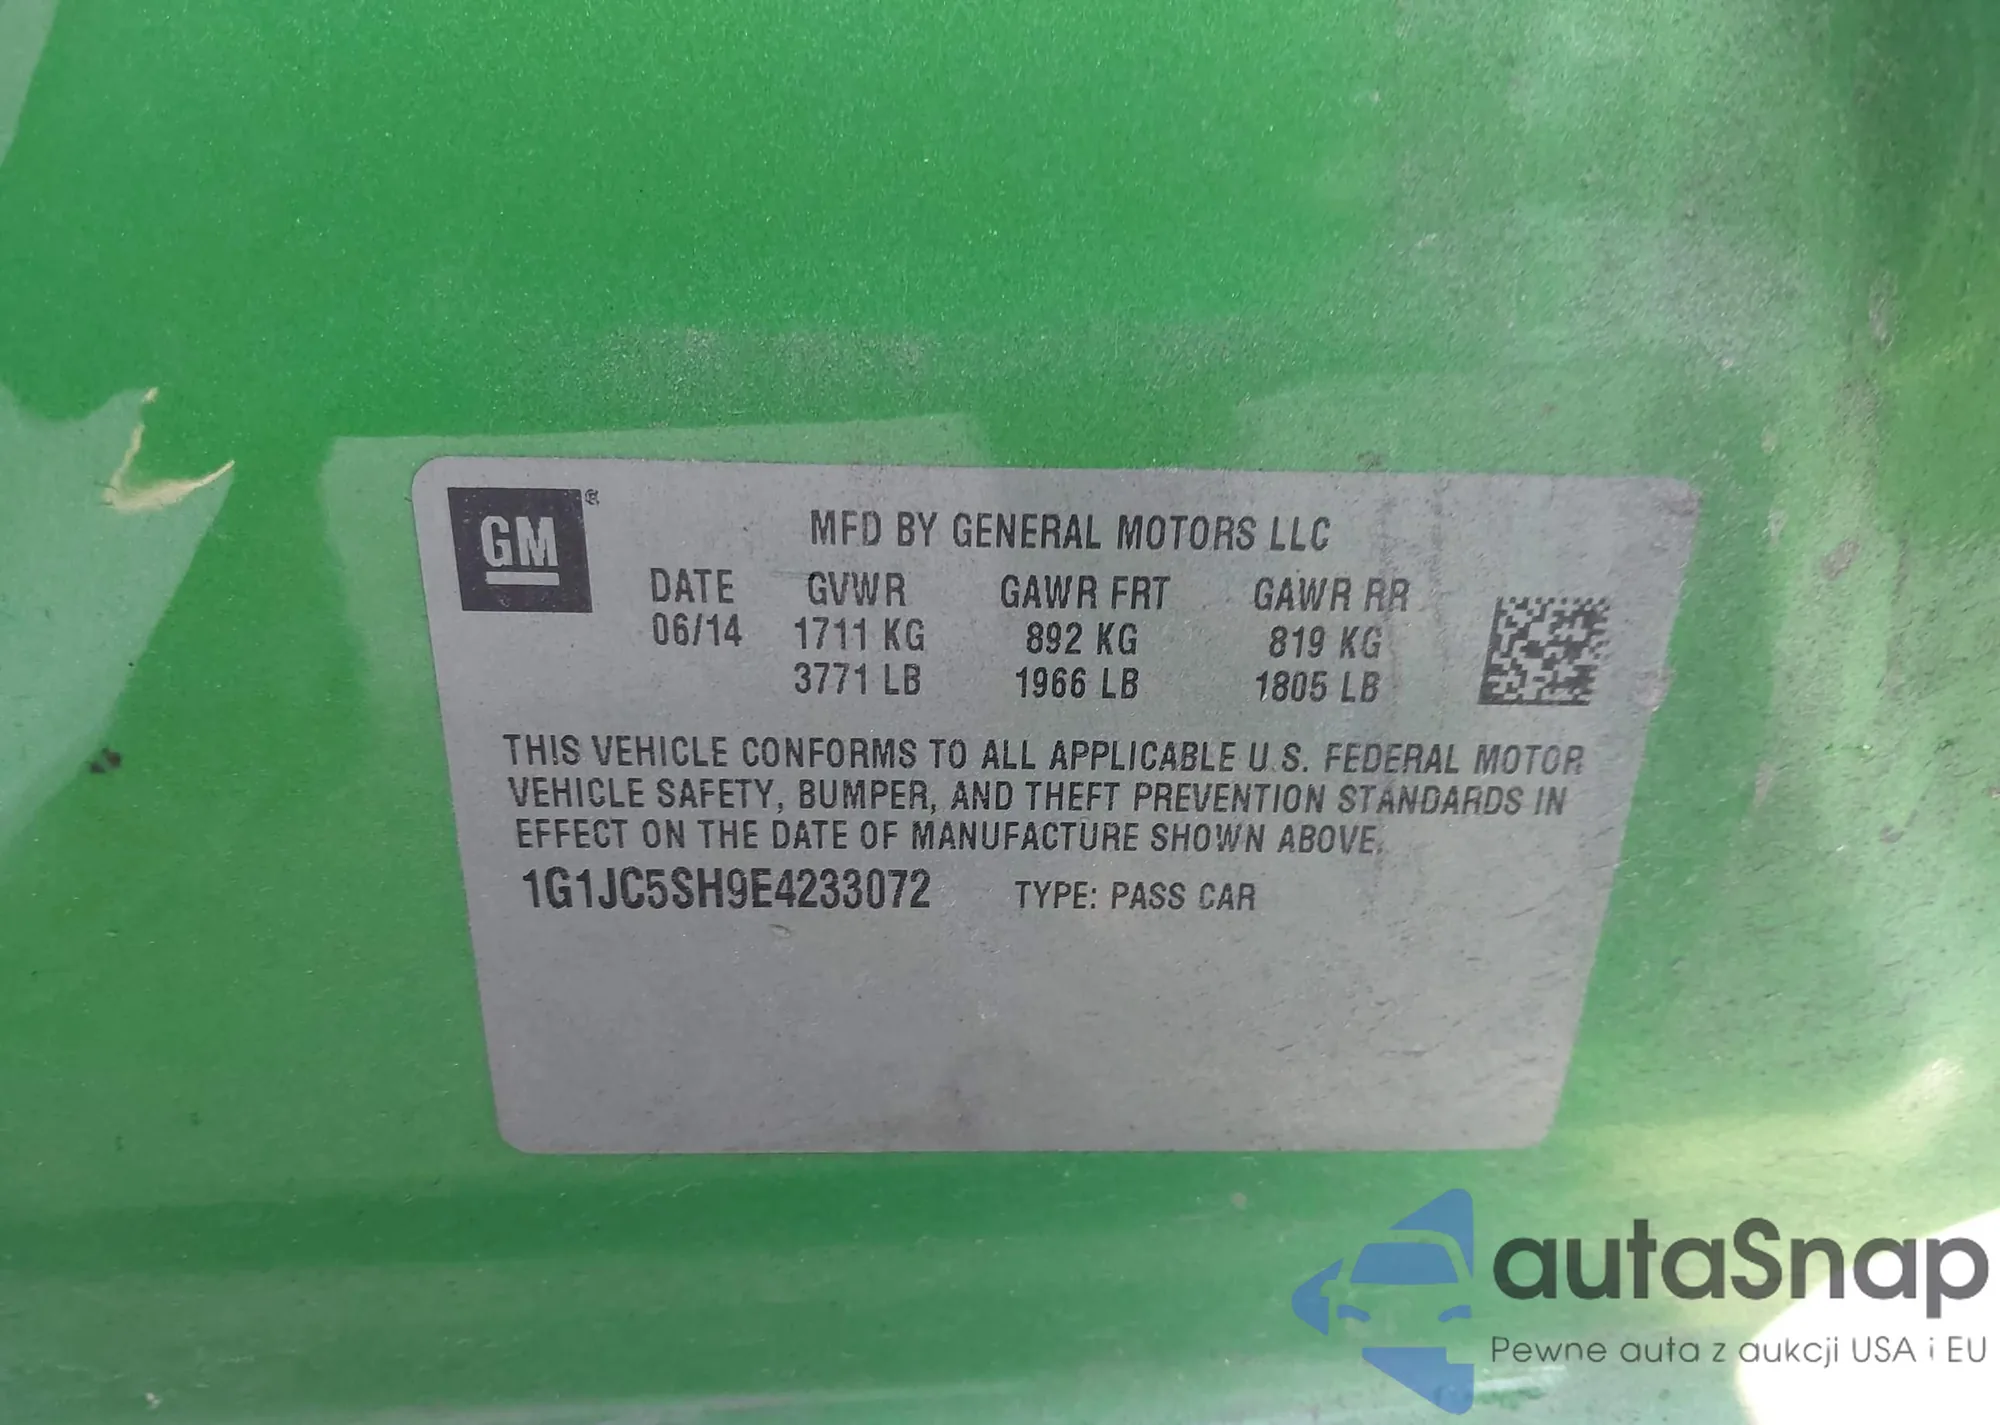 GM ®
MFD BY GENERAL MOTORS LLC
DATE GVWR GAWR FRT GAWR RR
06/14 1711 KG 892 KG 819 KG
3771 LB 1966 LB 1805 LB
THIS VEHICLE CONFORMS TO ALL APPLICABLE U.S. FEDERAL MOTOR
VEHICLE SAFETY, BUMPER, AND THEFT PREVENTION STANDARDS IN
EFFECT ON THE DATE OF MANUFACTURE SHOWN ABOVE.
1G1JC5SH9E4233072 TYPE: PASS CAR
autaSnap
Pewne auta z aukcji USA i EU